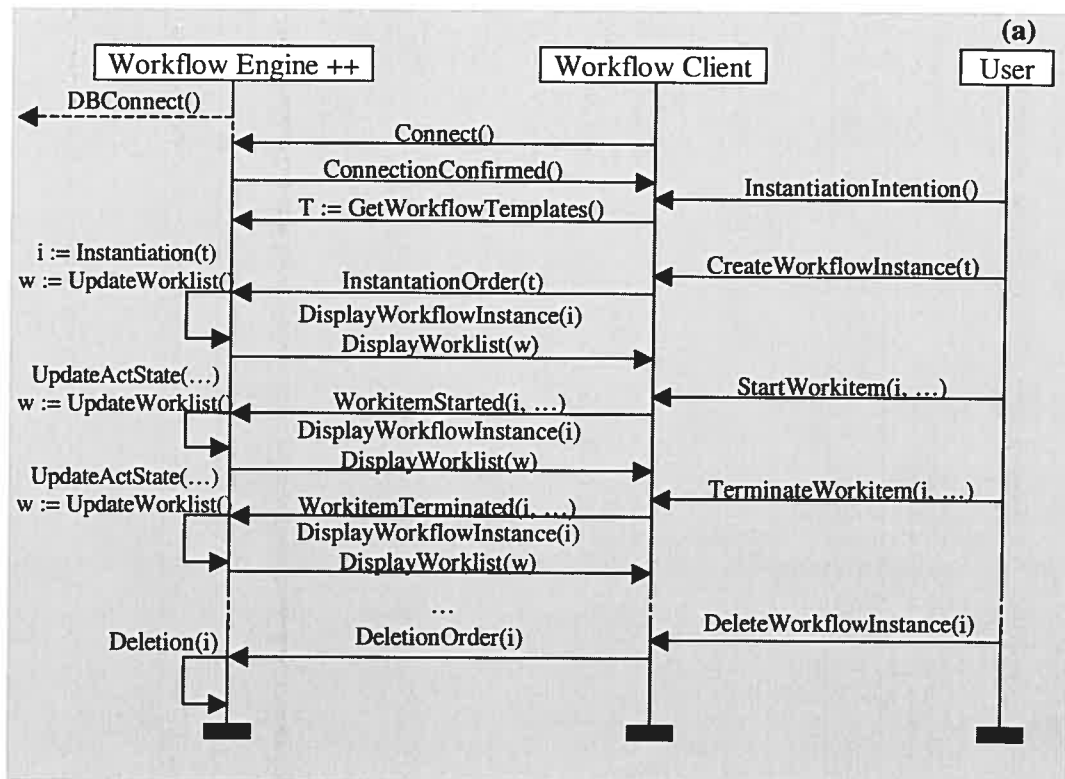 (a)
Workflow Engine ++
Workflow Client
User
DBConnect()
Connect()
ConnectionConfirmed()
InstantiationIntention()
T := GetWorkflowTemplates()
i := Instantiation(t)
CreateWorkflowInstance(t)
w := UpdateWorklist()
InstantationOrder(t)
DisplayWorkflowInstance(i)
DisplayWorklist(w)
UpdateActState(…)
StartWorkitem(i, …)
w := UpdateWorklist()
WorkitemStarted(i, …)
DisplayWorkflowInstance(i)
DisplayWorklist(w)
UpdateActState(…)
TerminateWorkitem(i, …)
w := UpdateWorklist()
WorkitemTerminated(i, …)
DisplayWorkflowInstance(i)
DisplayWorklist(w)
…
DeleteWorkflowInstance(i)
Deletion(i)
DeletionOrder(i)